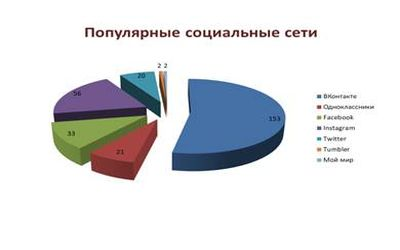 Популярные социальные сети
2 2
20
56
153
33
21
ВКонтакте
Одноклассники
Facebook
Instagram
Twitter
Tumbler
Мой мир